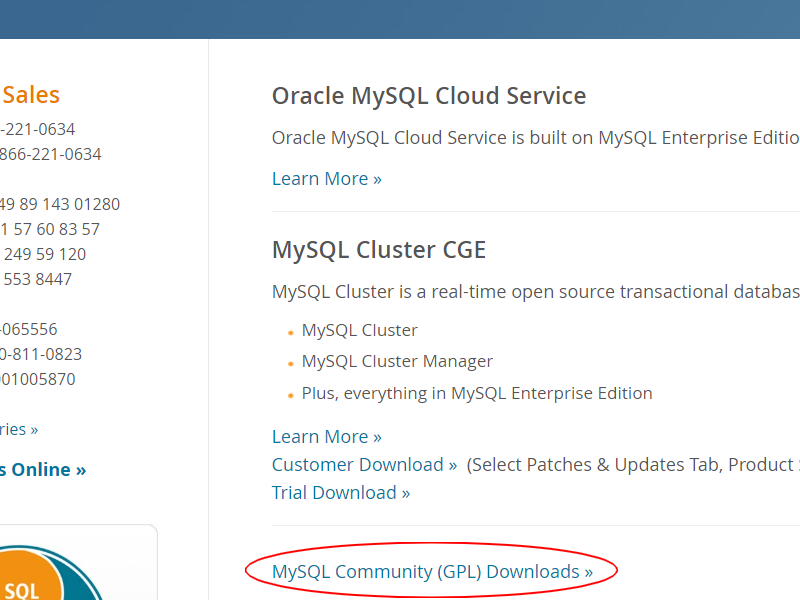 Sales
-221-0634
866-221-0634
49 89 143 01280
1 57 60 83 57
249 59 120
553 8447
-065556
0-811-0823
001005870
ries »
s Online »
SQL
Oracle MySQL Cloud Service
Oracle MySQL Cloud Service is built on MySQL Enterprise Editio
Learn More »
MySQL Cluster CGE
MySQL Cluster is a real-time open source transactional databas
MySQL Cluster
MySQL Cluster Manager
Plus, everything in MySQL Enterprise Edition
Learn More »
Customer Download » (Select Patches & Updates Tab, Product
Trial Download »
MySQL Community (GPL) Downloads »